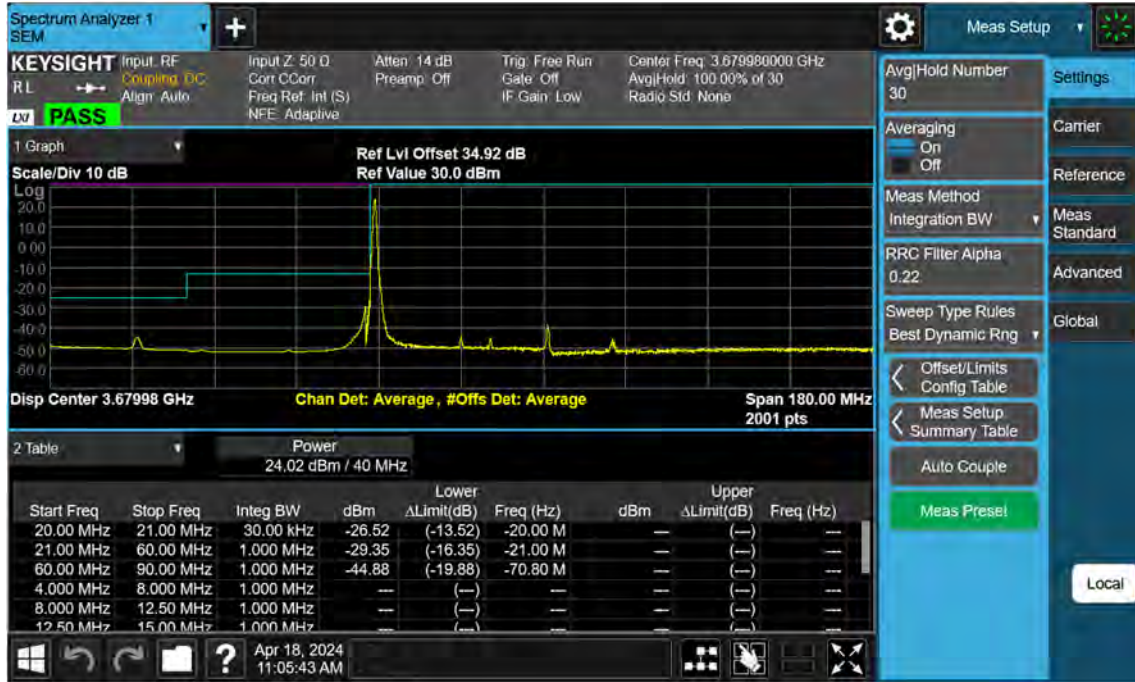 Spectrum Analyzer 1
SEM
Meas Setup
KEYSIGHT
RL
LXI PASS
Input: RF
Coupling: DC
Align: Auto
Input Z: 50 Ω
Corr CCorr
Freq Ref: Int (S)
NFE: Adaptive
Atten: 14 dB
Preamp: Off
Trig: Free Run
Gate: Off
IF Gain: Low
Center Freq: 3.679980000 GHz
Avg|Hold: 100.00% of 30
Radio Std: None
1 Graph
Scale/Div 10 dB
Ref Lvl Offset 34.92 dB
Ref Value 30.0 dBm
Log
20.0
10.0
0.00
-10.0
-20.0
-30.0
-40.0
-50.0
-60.0
Disp Center 3.67998 GHz
Chan Det: Average, #Offs Det: Average
Span 180.00 MHz
2001 pts
2 Table
Power
24.02 dBm / 40 MHz
Lower Upper
Start Freq Stop Freq Integ BW dBm ΔLimit(dB) Freq (Hz) dBm ΔLimit(dB) Freq (Hz)
20.00 MHz 21.00 MHz 30.00 kHz -26.52 (-13.52) -20.00 M --- (---) ---
21.00 MHz 60.00 MHz 1.000 MHz -29.35 (-16.35) -21.00 M --- (---) ---
60.00 MHz 90.00 MHz 1.000 MHz -44.88 (-19.88) -70.80 M --- (---) ---
4.000 MHz 8.000 MHz 1.000 MHz --- (---) --- --- (---) ---
8.000 MHz 12.50 MHz 1.000 MHz --- (---) --- --- (---) ---
12.50 MHz 15.00 MHz 1.000 MHz --- (---) --- --- (---) ---
Apr 18, 2024
11:05:43 AM
Avg|Hold Number
30
Averaging
On
Off
Meas Method
Integration BW
RRC Filter Alpha
0.22
Sweep Type Rules
Best Dynamic Rng
Offset/Limits
Config Table
Meas Setup
Summary Table
Auto Couple
Meas Preset
Settings
Carrier
Reference
Meas
Standard
Advanced
Global
Local